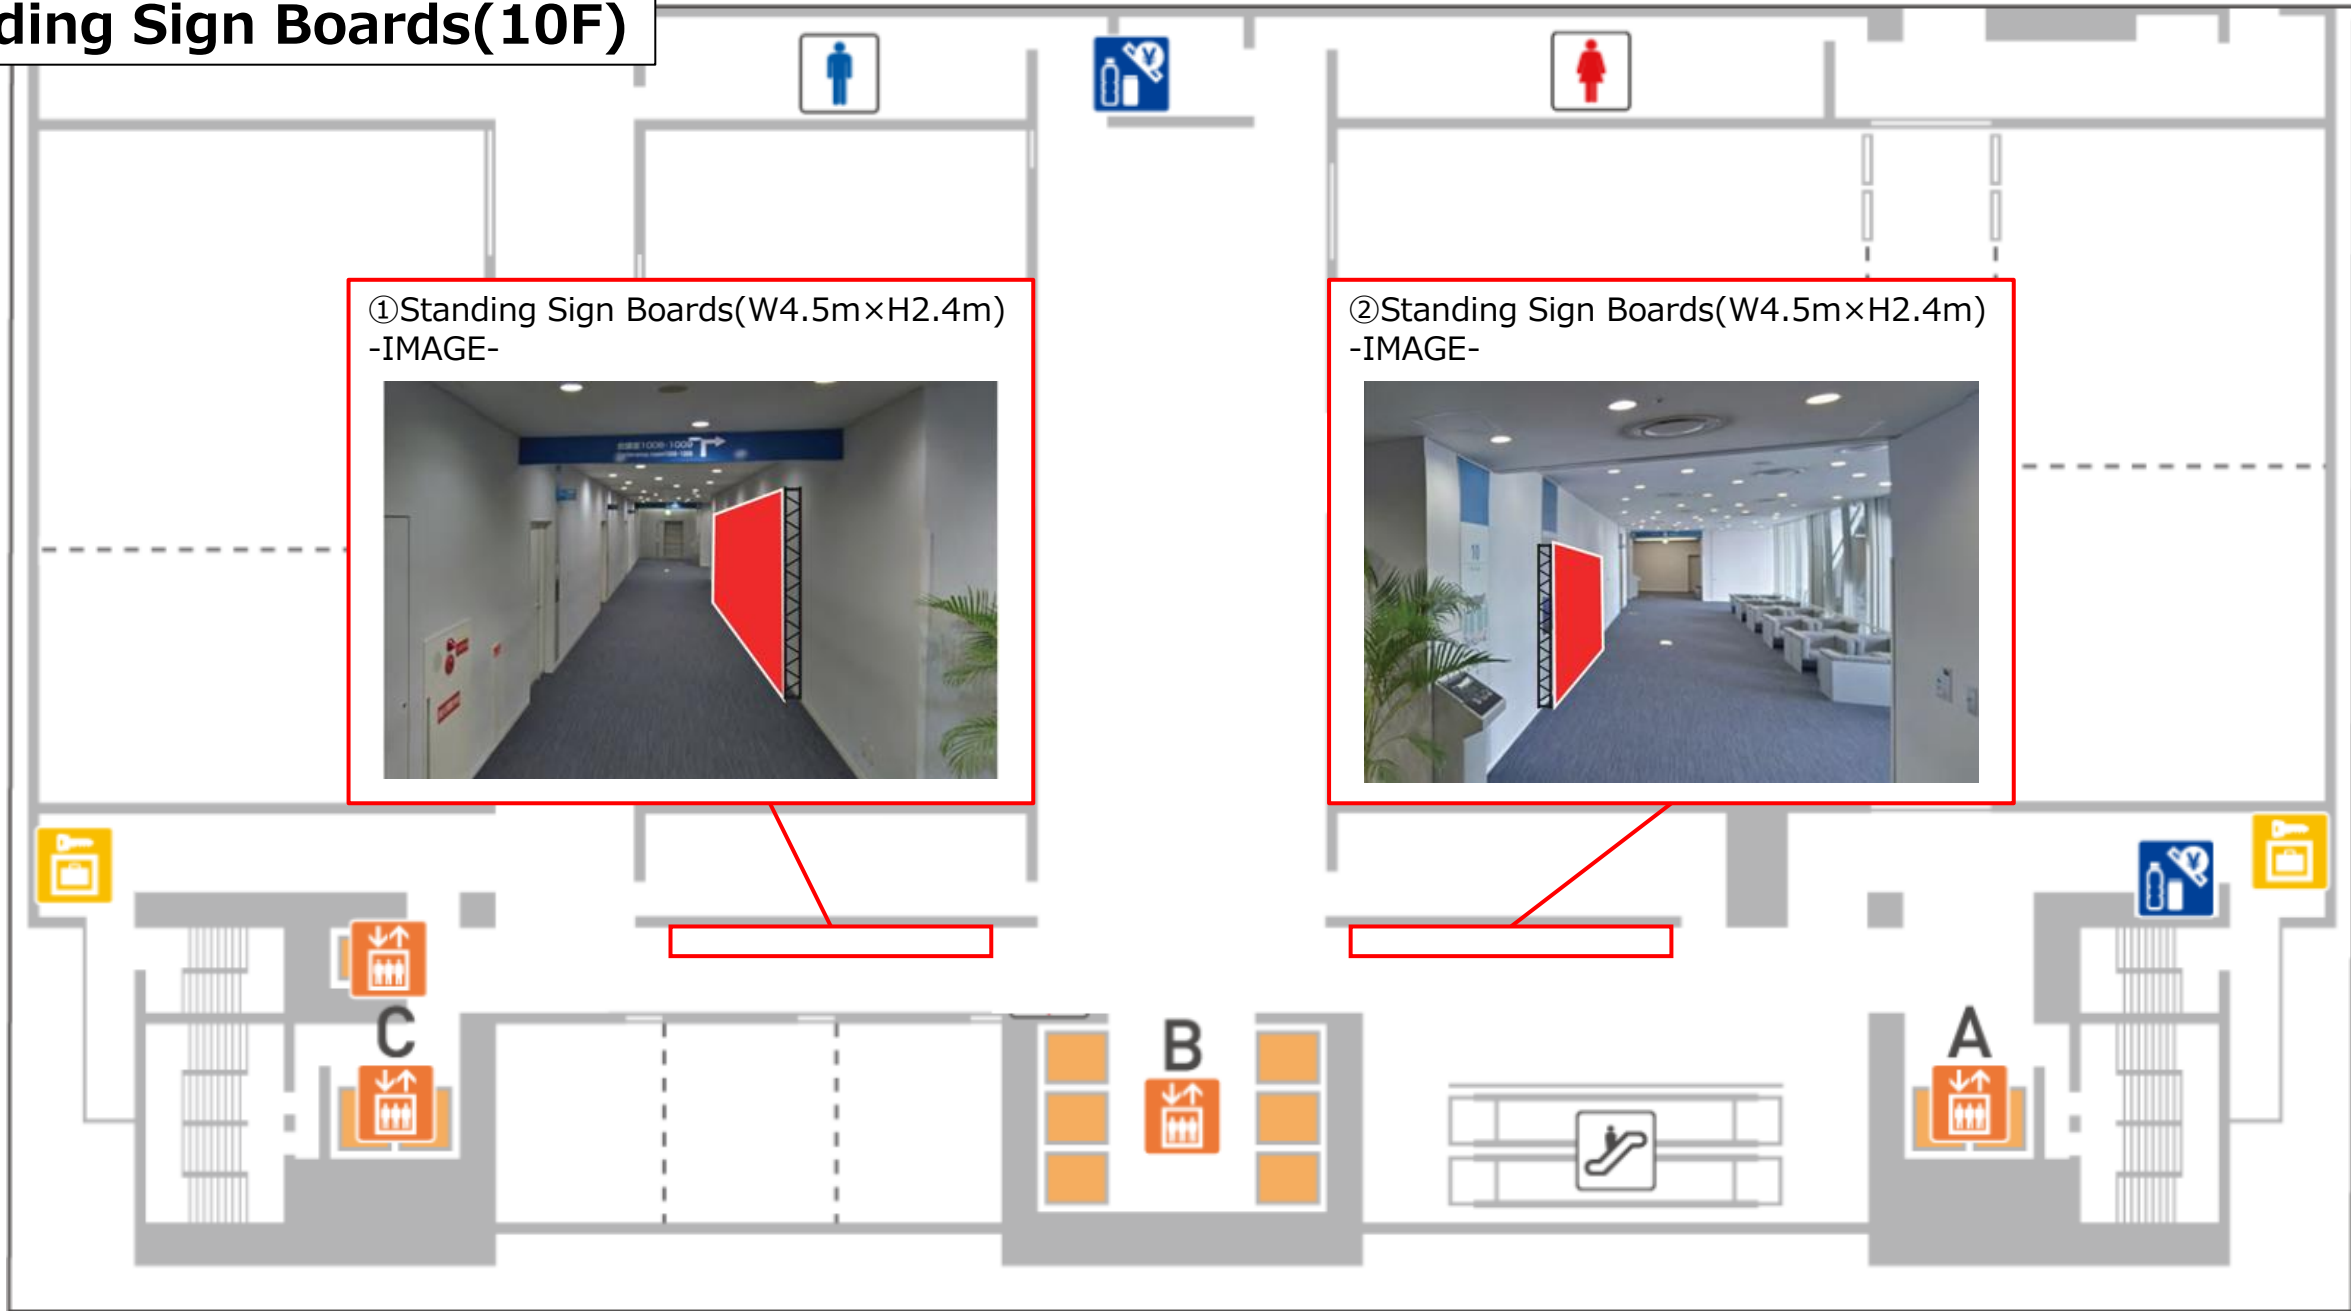 ding Sign Boards(10F)
①Standing Sign Boards(W4.5m×H2.4m)
-IMAGE-
②Standing Sign Boards(W4.5m×H2.4m)
-IMAGE-
10
C
B
A